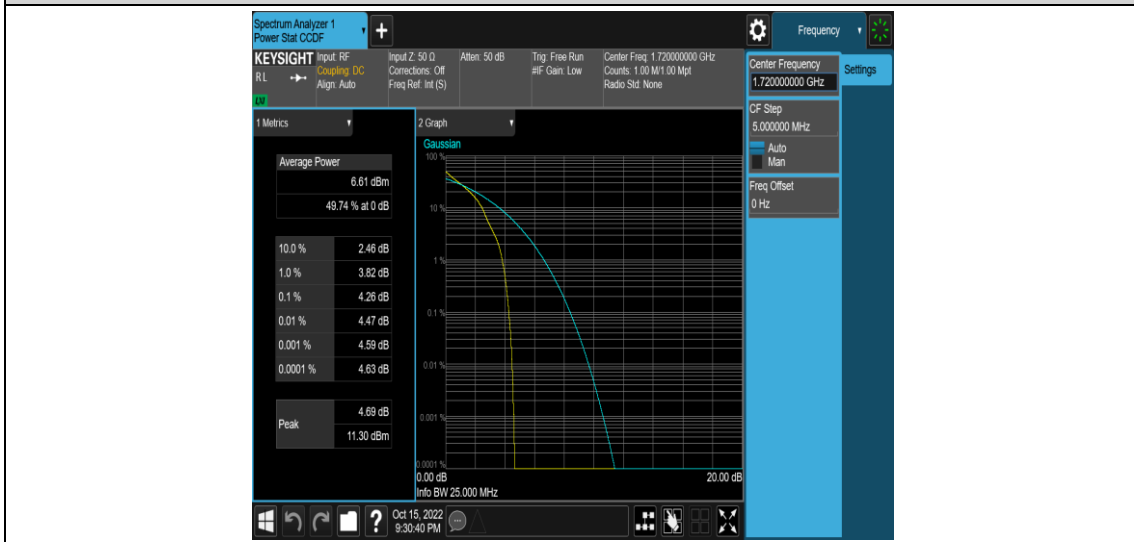 Spectrum Analyzer 1
Power Stat CCDF
+
Frequency
KEYSIGHT
RL
LXI
Input: RF
Coupling: DC
Align: Auto
Input Z: 50 Ω
Corrections: Off
Freq Ref: Int (S)
Atten: 50 dB
Trig: Free Run
#IF Gain: Low
Center Freq: 1.720000000 GHz
Counts: 1.00 M/1.00 Mpt
Radio Std: None
Center Frequency
1.720000000 GHz
Settings
CF Step
5.000000 MHz
Auto
Man
Freq Offset
0 Hz
1 Metrics
Average Power
6.61 dBm
49.74 % at 0 dB
10.0 % 2.46 dB
1.0 % 3.82 dB
0.1 % 4.26 dB
0.01 % 4.47 dB
0.001 % 4.59 dB
0.0001 % 4.63 dB
Peak
4.69 dB
11.30 dBm
2 Graph
Gaussian
100 %
10 %
1 %
0.1 %
0.01 %
0.001 %
0.0001 %
0.00 dB 20.00 dB
Info BW 25.000 MHz
?
Oct 15, 2022
9:30:40 PM